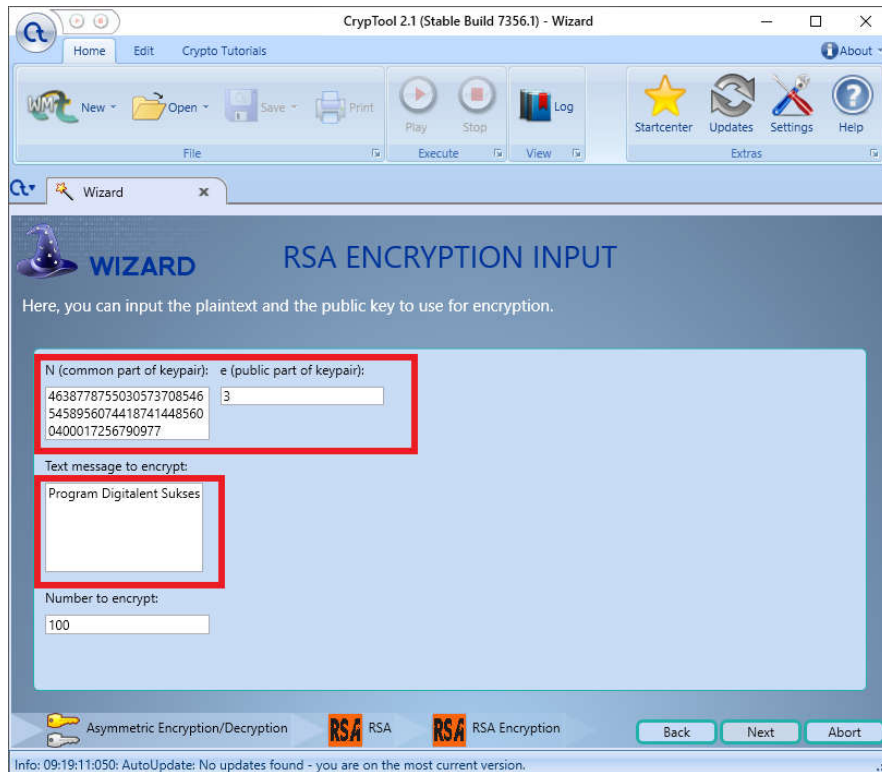 CrypTool 2.1 (Stable Build 7356.1) - Wizard
Home Edit Crypto Tutorials About
New Open Save Print Play Stop Log Startcenter Updates Settings Help
File Execute View Extras
Wizard x
WIZARD RSA ENCRYPTION INPUT
Here, you can input the plaintext and the public key to use for encryption.
N (common part of keypair): e (public part of keypair):
4638778755030573708546 3
5458956074418741448560
0400017256790977
Text message to encrypt:
Program Digitalent Sukses
Number to encrypt:
100
Asymmetric Encryption/Decryption RSA RSA RSA RSA Encryption Back Next Abort
Info: 09:19:11:050: AutoUpdate: No updates found - you are on the most current version.